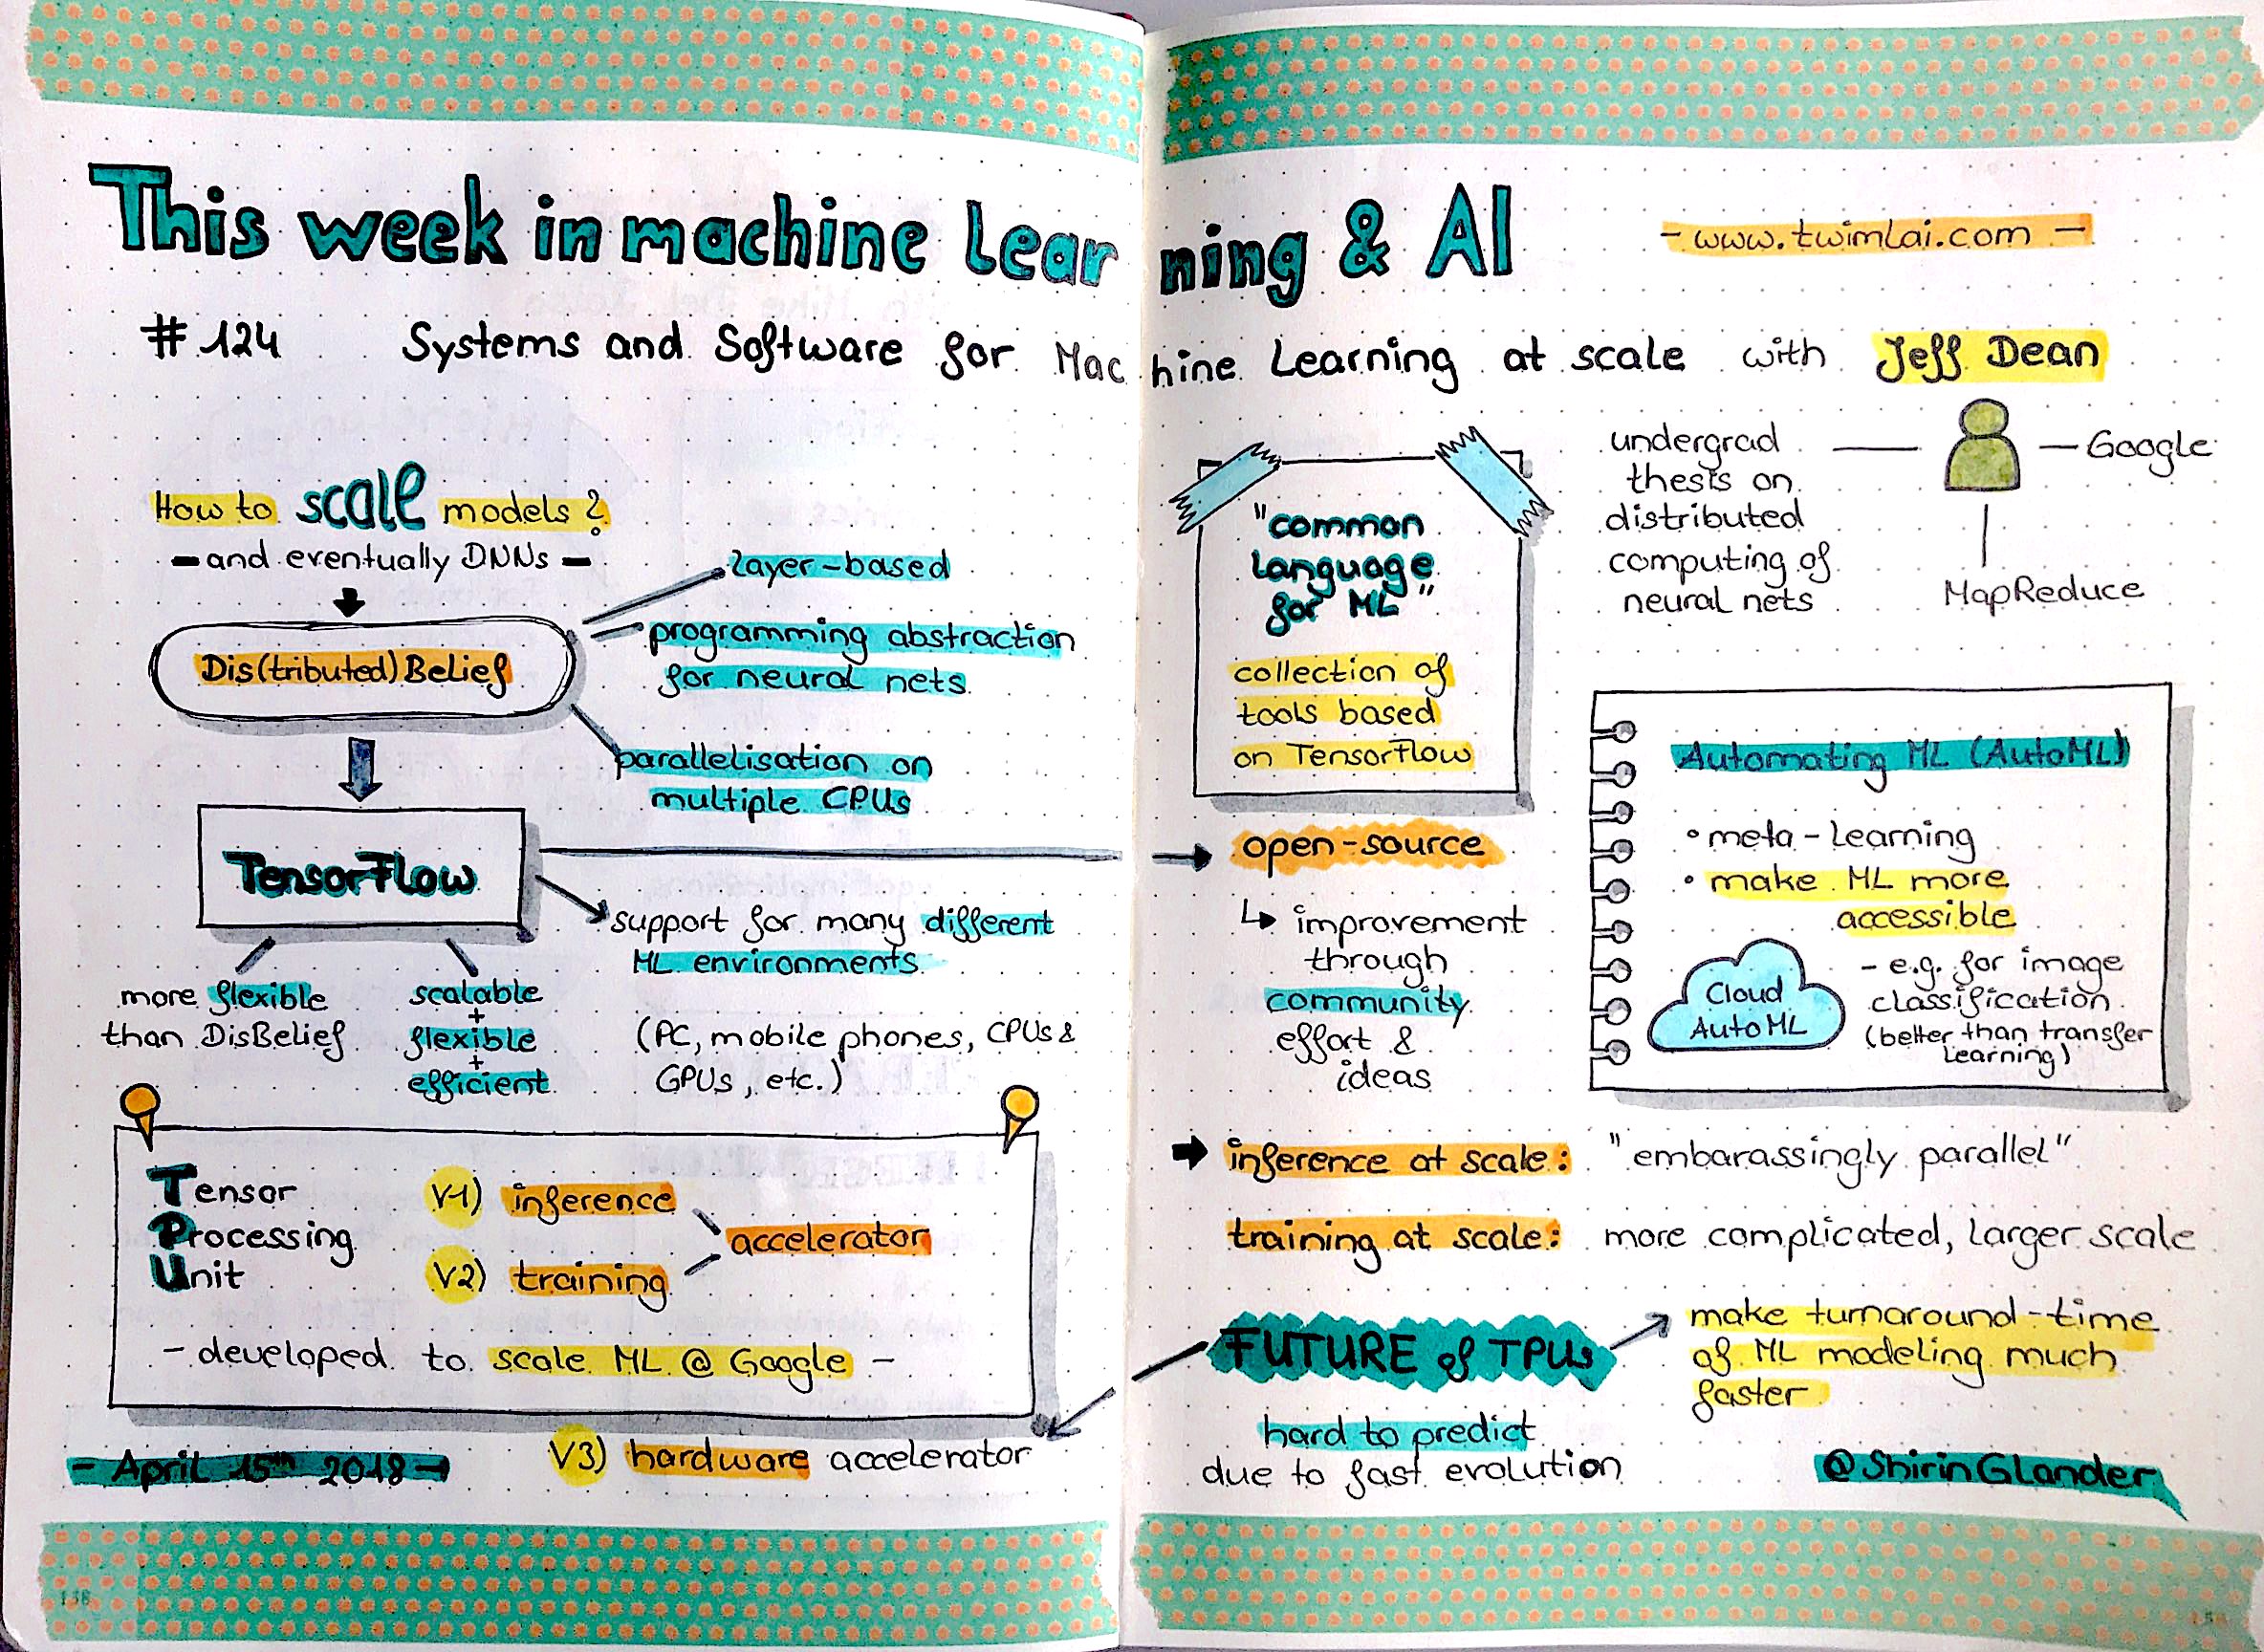 This week in machine Learning & AI
- www.twimlai.com -
#124 Systems and Software for Machine Learning at scale with Jeff Dean
How to scale models?
- and eventually DNNs -
Dis(tributed) Belief
layer-based
programming abstraction
for neural nets
parallelisation on
multiple CPUs
TensorFlow
support for many different
ML environments
(PC, mobile phones, CPUs &
GPUs, etc.)
more flexible
than DisBelief
scalable
+
flexible
+
efficient
Tensor
Processing
Unit
V1) inference
V2) training
accelerator
- developed to scale ML @ Google -
V3) hardware accelerator
- April 15th 2018 -
"common
language
for ML"
collection of
tools based
on TensorFlow
undergrad
thesis on
distributed
computing of
neural nets
Google
MapReduce
open-source
improvement
through
community
effort &
ideas
Automating ML (AutoML)
• meta-learning
• make ML more
accessible
Cloud
AutoML
- e.g. for image
classification
(better than transfer
learning)
inference at scale: "embarassingly parallel"
training at scale: more complicated, larger scale
FUTURE of TPUs
make turnaround-time
of ML modeling much
faster
hard to predict
due to fast evolution
@ShirinGlander